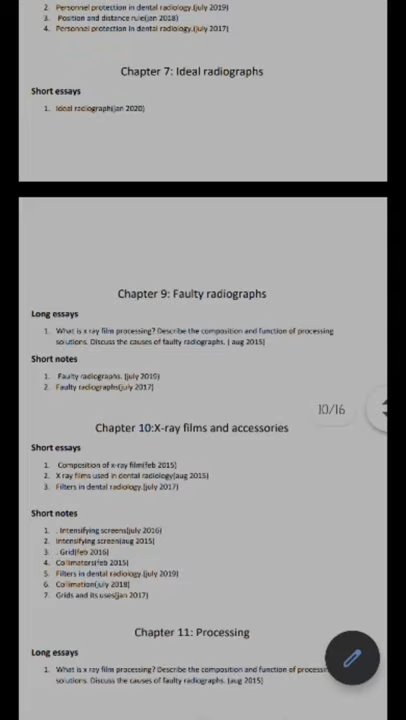 2. Personnel protection in dental radiology.(july 2019)
3. Position and distance rule(jan 2018)
4. Personnel protection in dental radiology.(july 2017)
Chapter 7: Ideal radiographs
Short essays
1. Ideal radiograph(jan 2020)
Chapter 9: Faulty radiographs
Long essays
1. What is x ray film processing? Describe the composition and function of processing
solutions. Discuss the causes of faulty radiographs. ( aug 2015)
Short notes
1. Faulty radiographs. (july 2019)
2. Faulty radiographs(july 2017)
10/16
Chapter 10:X-ray films and accessories
Short essays
1. Composition of x-ray film(feb 2015)
2. X ray films used in dental radiology(aug 2015)
3. Filters in dental radiology.(july 2017)
Short notes
1. . Intensifying screens(july 2016)
2. Intensifying screen(aug 2015)
3. . Grid(feb 2016)
4. Collimators(feb 2015)
5. Filters in dental radiology.(july 2019)
6. Collimation(july 2018)
7. Grids and its uses(jan 2017)
Chapter 11: Processing
Long essays
1. What is x ray film processing? Describe the composition and function of processin
solutions. Discuss the causes of faulty radiographs. (aug 2015)